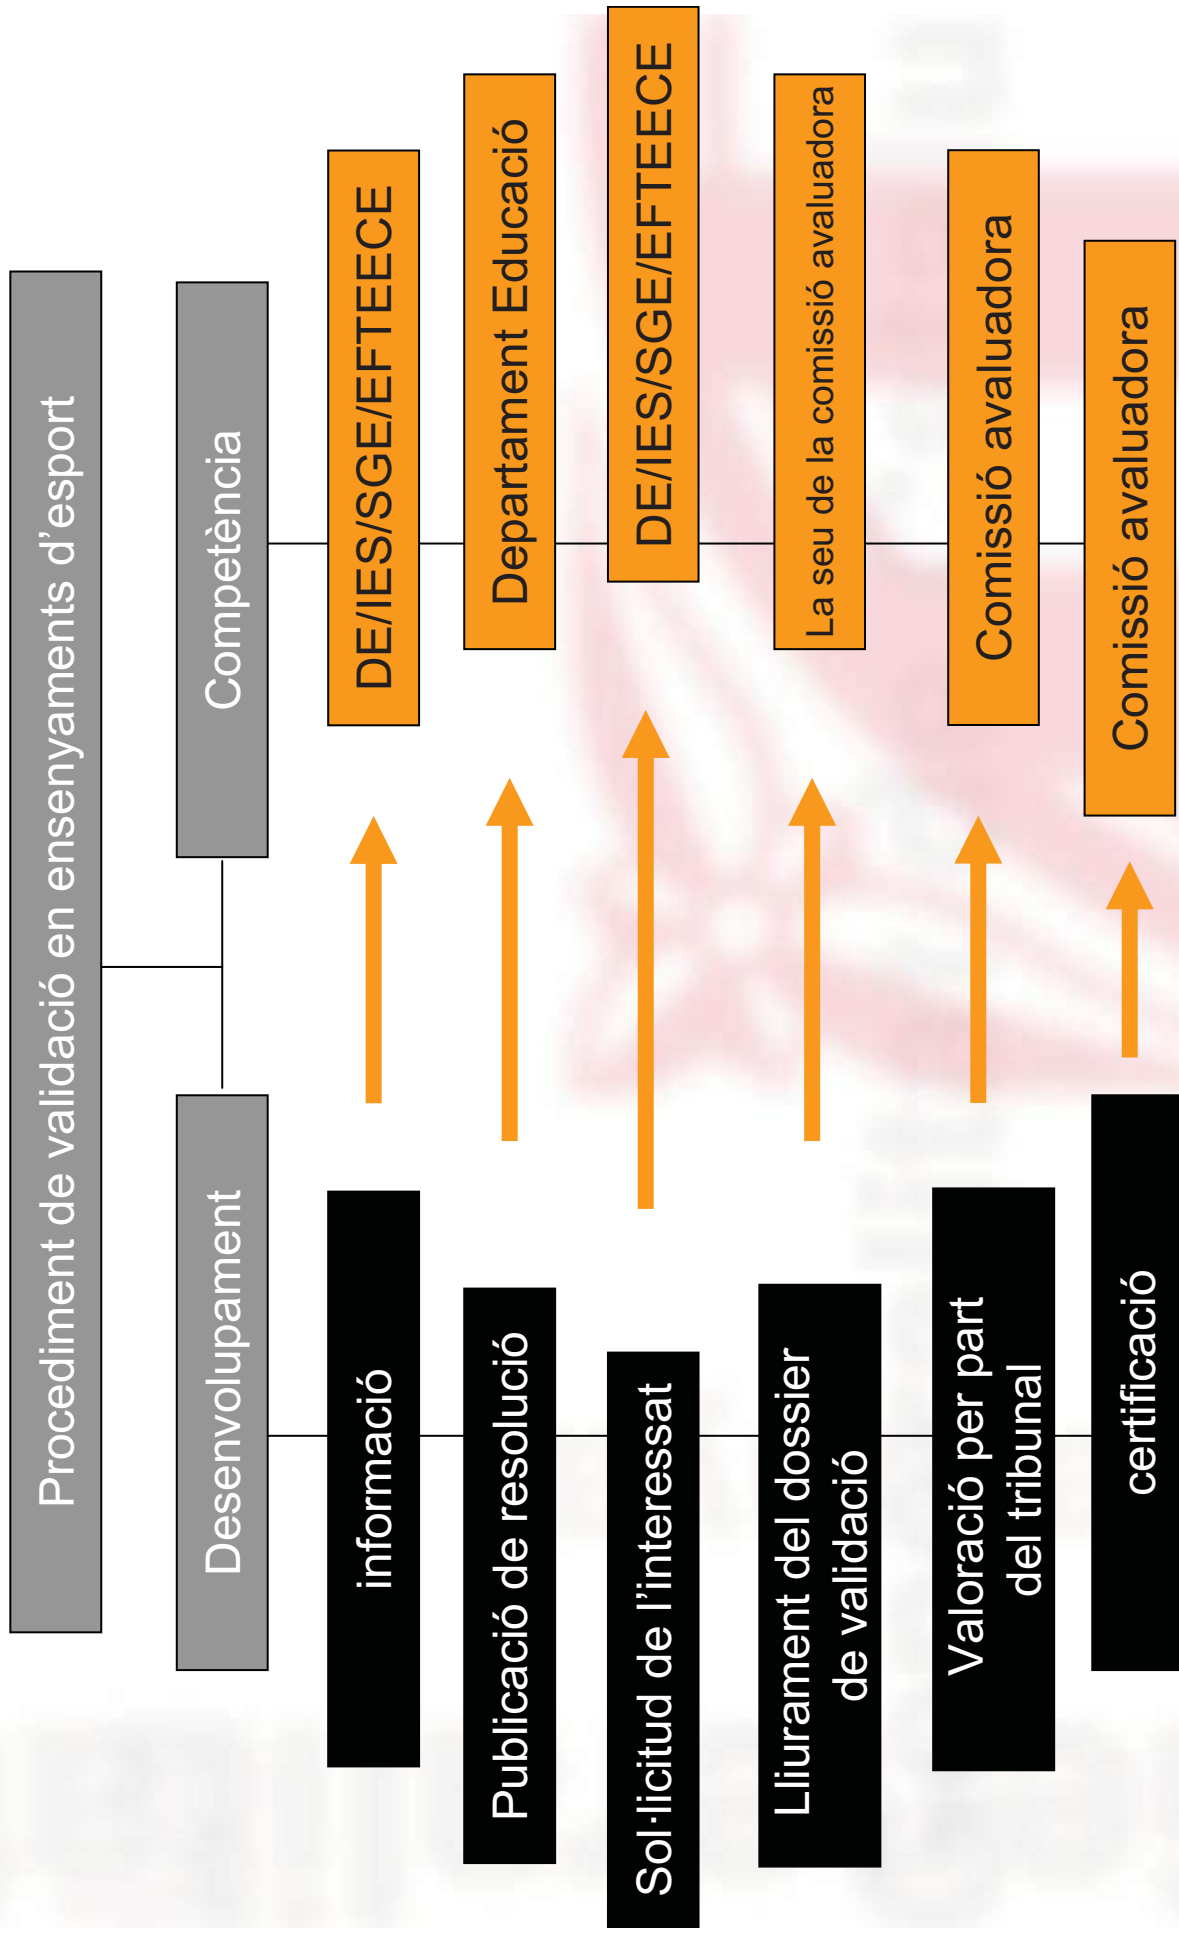 Procediment de validació en ensenyaments d’esport
Desenvolupament
Competència
informació
DE/IES/SGE/EFTEECE
Publicació de resolució
Departament Educació
Sol·licitud de l’interessat
DE/IES/SGE/EFTEECE
Lliurament del dossier
de validació
La seu de la comissió avaluadora
Valoració per part
del tribunal
Comissió avaluadora
certificació
Comissió avaluadora